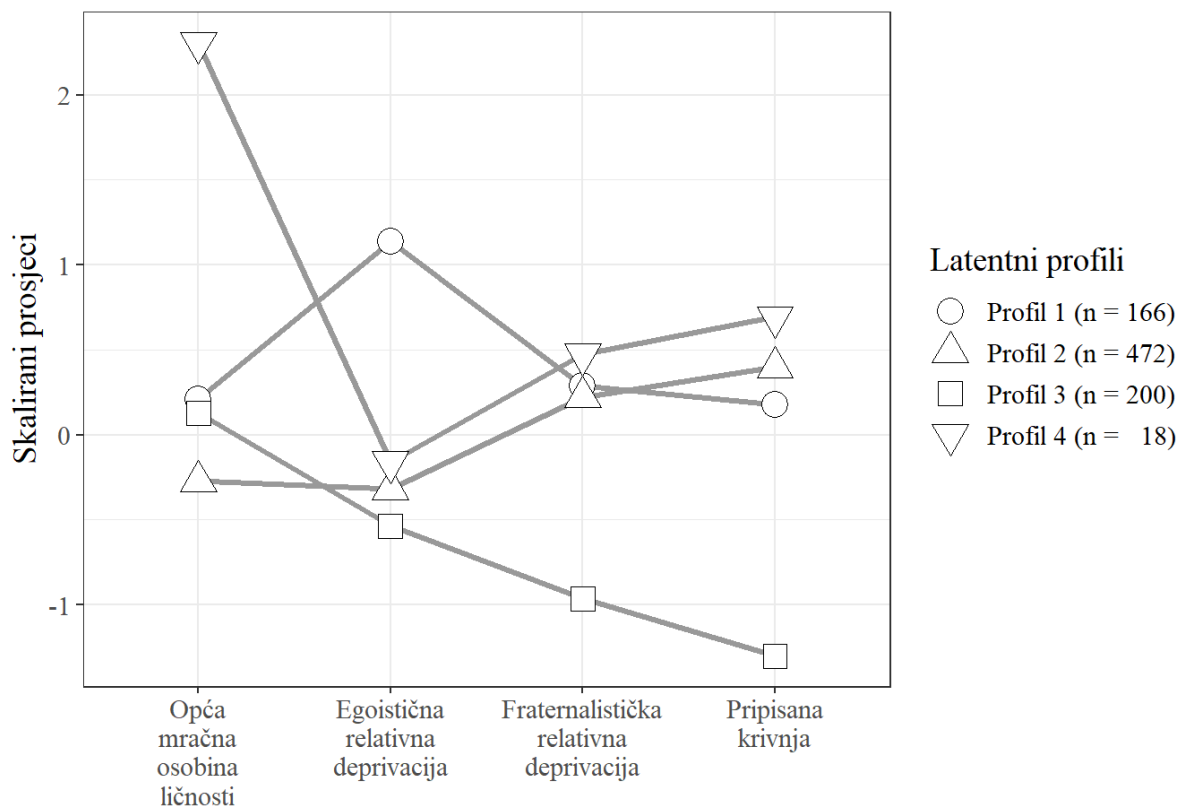 Skalirani prosjeci
2
1
0
-1
Opća
mračna
osobina
ličnosti
Egoistična
relativna
deprivacija
Fraternalistička
relativna
deprivacija
Pripisana
krivnja
Latentni profili
Profil 1 (n = 166)
Profil 2 (n = 472)
Profil 3 (n = 200)
Profil 4 (n = 18)